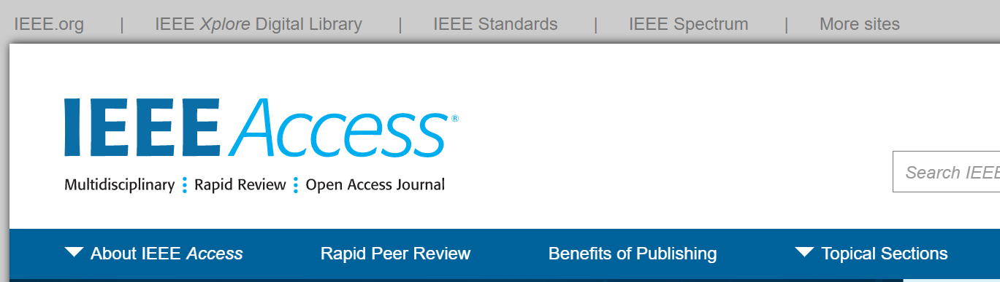 IEEE.org | IEEE Xplore Digital Library | IEEE Standards | IEEE Spectrum | More sites
IEEE Access®
Multidisciplinary ⋮ Rapid Review ⋮ Open Access Journal
Search IEEE
About IEEE Access Rapid Peer Review Benefits of Publishing Topical Sections